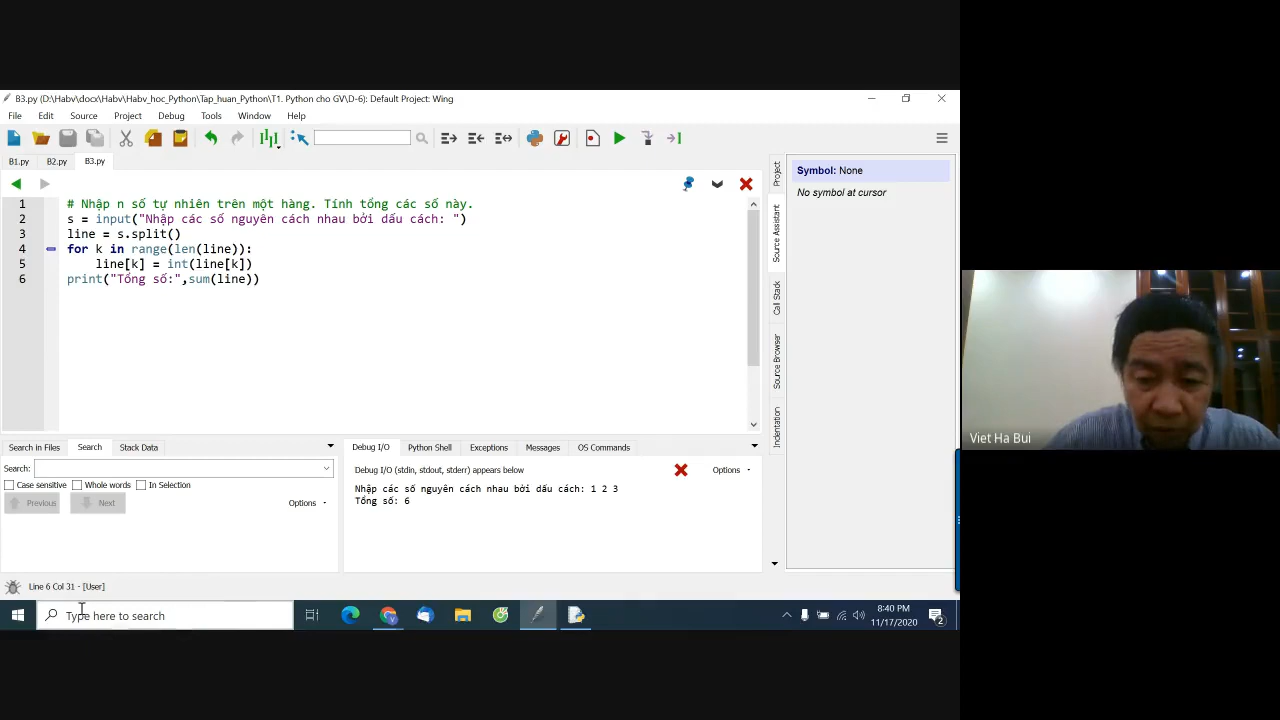 B3.py (D:\Habv\docx\Habv\Habv_hoc_Python\Tap_huan_Python\T1. Python cho GV\D-6): Default Project: Wing
File Edit Source Project Debug Tools Window Help
B1.py B2.py B3.py
1 # Nhập n số tự nhiên trên một hàng. Tính tổng các số này.
2 s = input("Nhập các số nguyên cách nhau bởi dấu cách: ")
3 line = s.split()
4 for k in range(len(line)):
5 line[k] = int(line[k])
6 print("Tổng số:",sum(line))
Project
Source Assistant
Call Stack
Source Browser
Indentation
Symbol: None
No symbol at cursor
Viet Ha Bui
Search in Files Search Stack Data
Search:
Case sensitive Whole words In Selection
Previous Next Options
Debug I/O Python Shell Exceptions Messages OS Commands
Debug I/O (stdin, stdout, stderr) appears below Options
Nhập các số nguyên cách nhau bởi dấu cách: 1 2 3
Tổng số: 6
Line 6 Col 31 - [User]
Type here to search
8:40 PM
11/17/2020
2